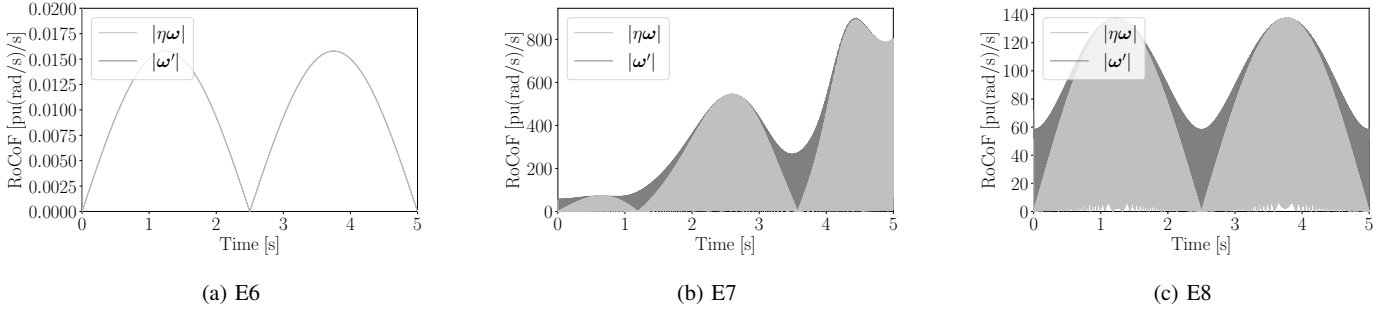 RoCoF [pu(rad/s)/s]
0.0200
0.0175
0.0150
0.0125
0.0100
0.0075
0.0050
0.0025
0.0000
|ηω|
|ω′|
0 1 2 3 4 5
Time [s]
(a) E6
RoCoF [pu(rad/s)/s]
800
600
400
200
0
|ηω|
|ω′|
0 1 2 3 4 5
Time [s]
(b) E7
RoCoF [pu(rad/s)/s]
140
120
100
80
60
40
20
0
|ηω|
|ω′|
0 1 2 3 4 5
Time [s]
(c) E8